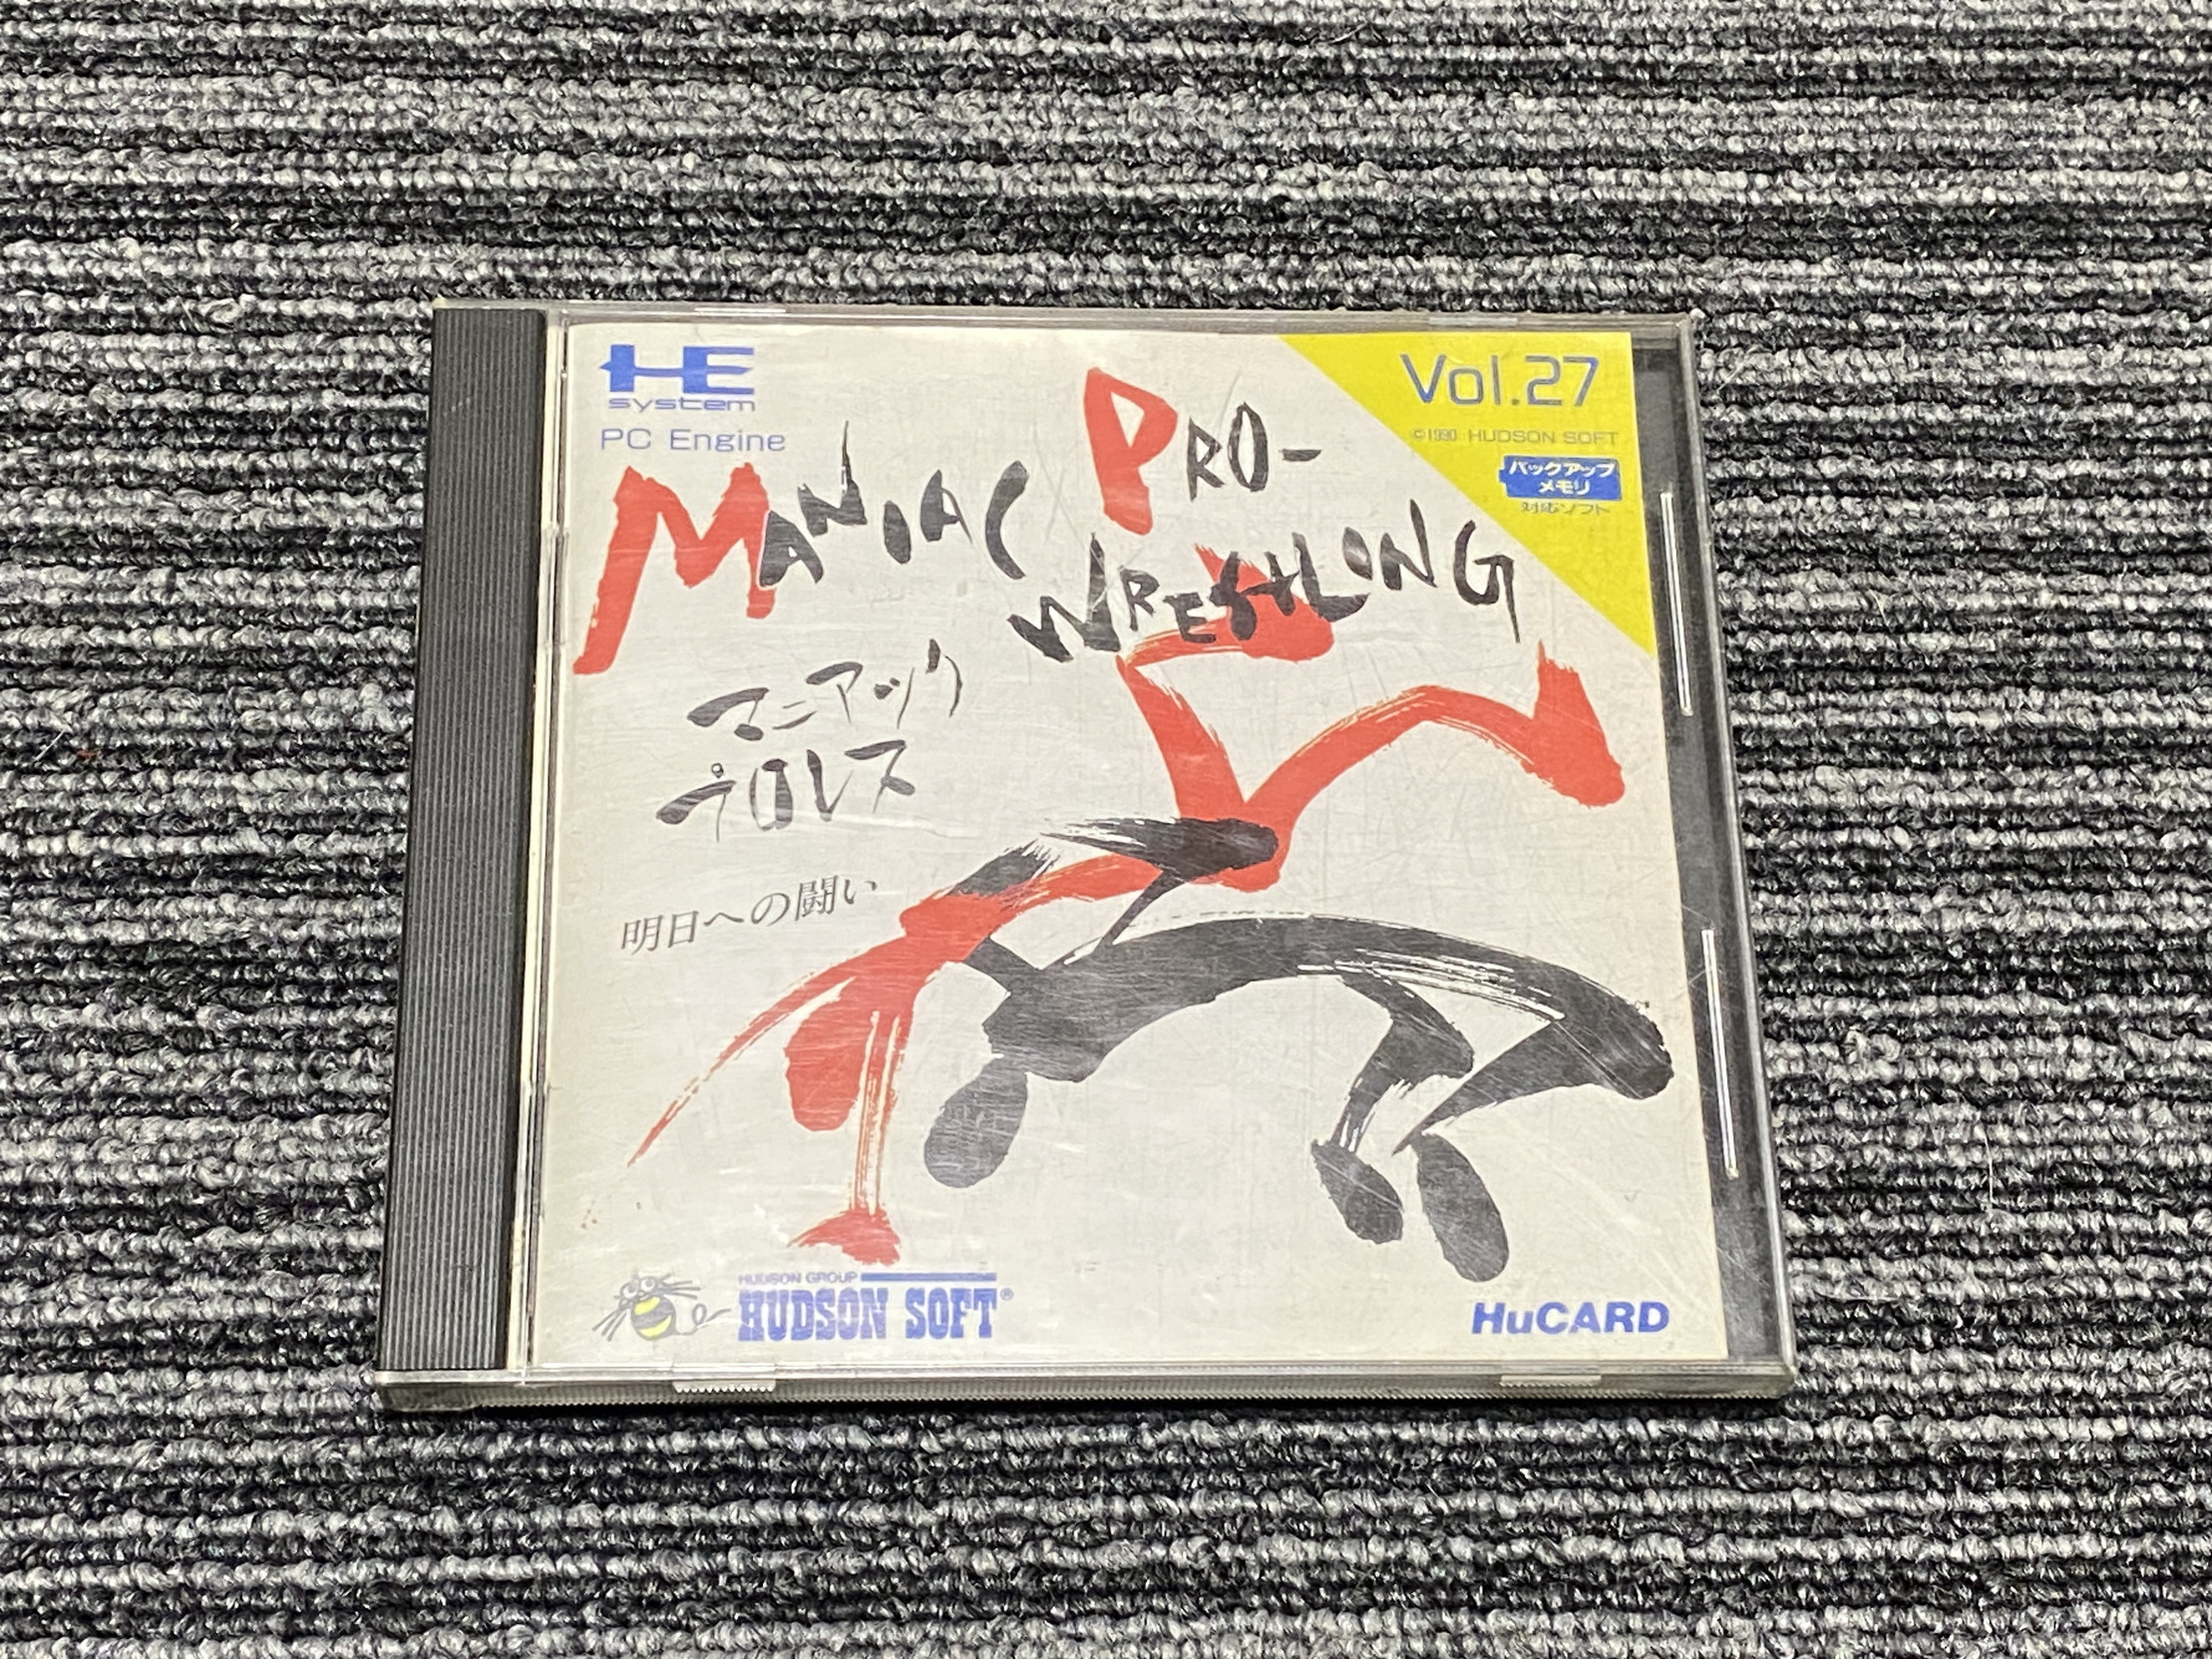 HE
system
PC Engine
Vol.27
©1990 HUDSON SOFT
バックアップ
メモリ
対応ソフト
MANIAC PRO-
WRESTLING
マニアック
プロレス
明日への闘い
HUDSON GROUP
HUDSON SOFT®
HuCARD